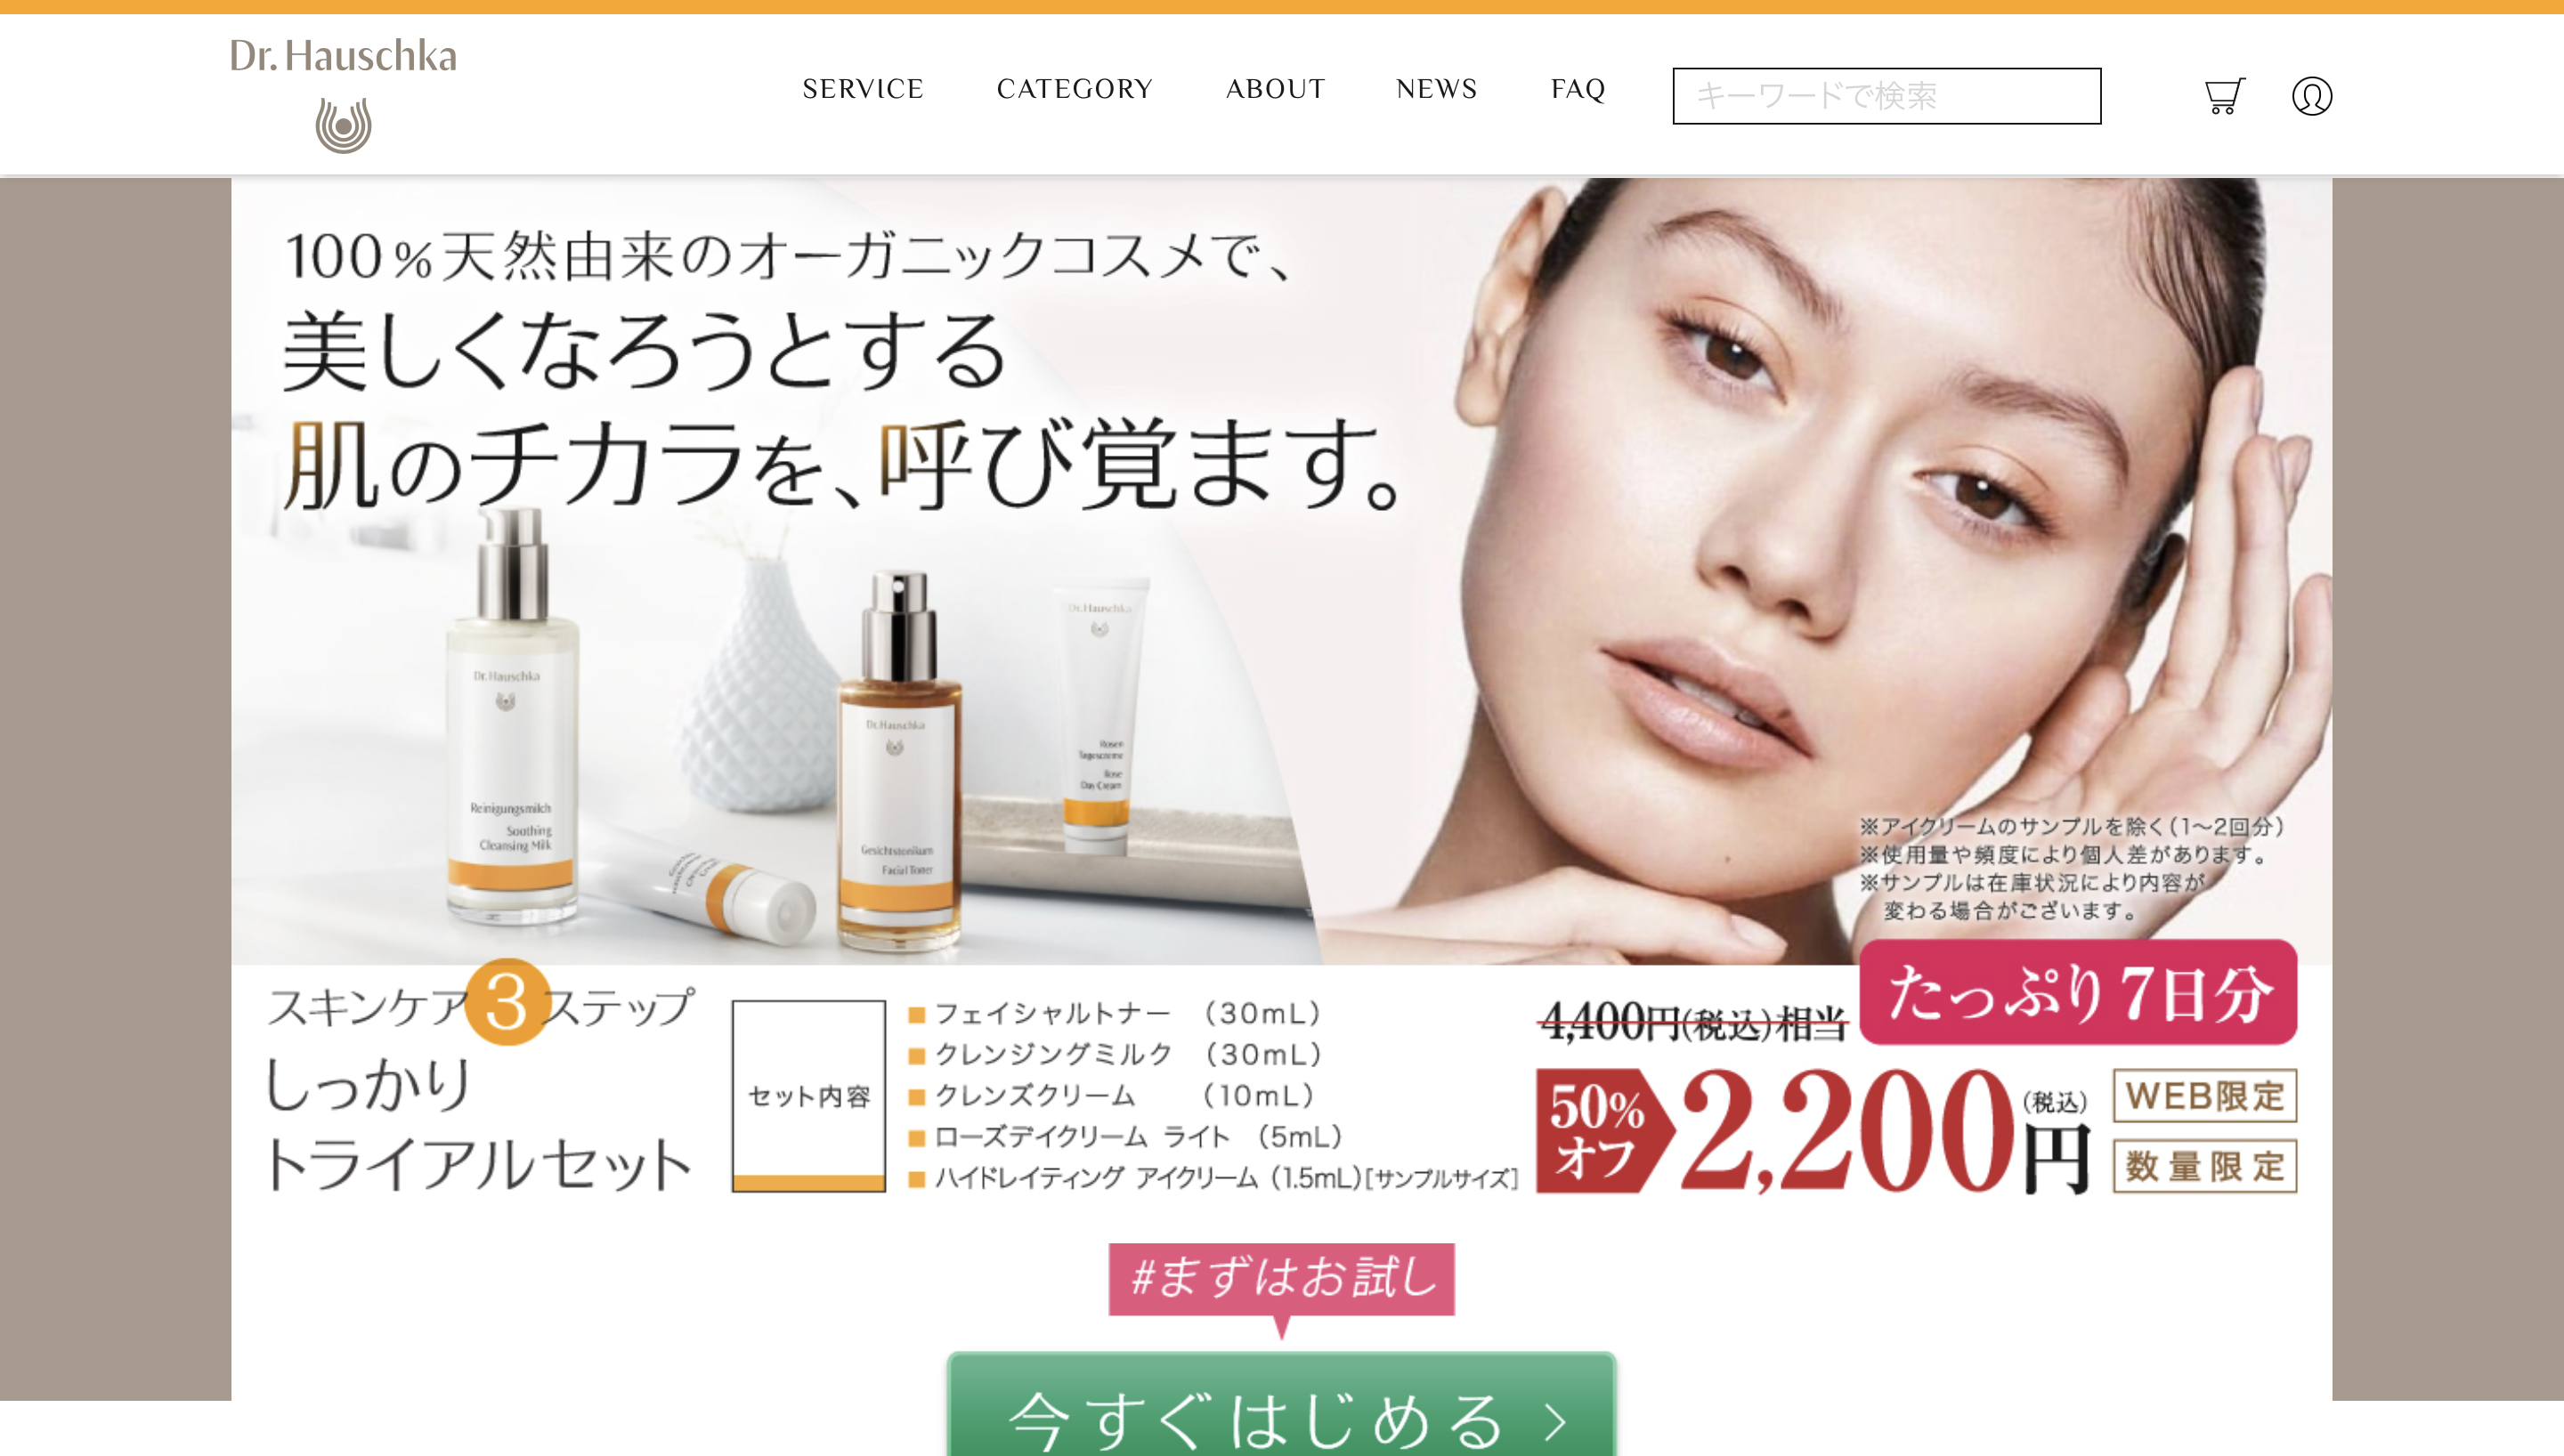 Dr. Hauschka
SERVICE CATEGORY ABOUT NEWS FAQ キーワードで検索
100%天然由来のオーガニックコスメで、
美しくなろうとする
肌のチカラを、呼び覚ます。
Dr. Hauschka
Reinigungsmilch
Soothing
Cleansing Milk
Dr. Hauschka
Gesichtstonikum
Facial Toner
Dr. Hauschka
Rosen
Tagescreme
Rose
Day Cream
※アイクリームのサンプルを除く(1〜2回分)
※使用量や頻度により個人差があります。
※サンプルは在庫状況により内容が
変わる場合がございます。
たっぷり7日分
スキンケア3ステップ
しっかり
トライアルセット
セット内容
フェイシャルトナー (30mL)
クレンジングミルク (30mL)
クレンズクリーム (10mL)
ローズデイクリーム ライト (5mL)
ハイドレイティング アイクリーム (1.5mL)[サンプルサイズ]
4,400円(税込)相当
50%
オフ
2,200円(税込)
WEB限定
数量限定
#まずはお試し
今すぐはじめる